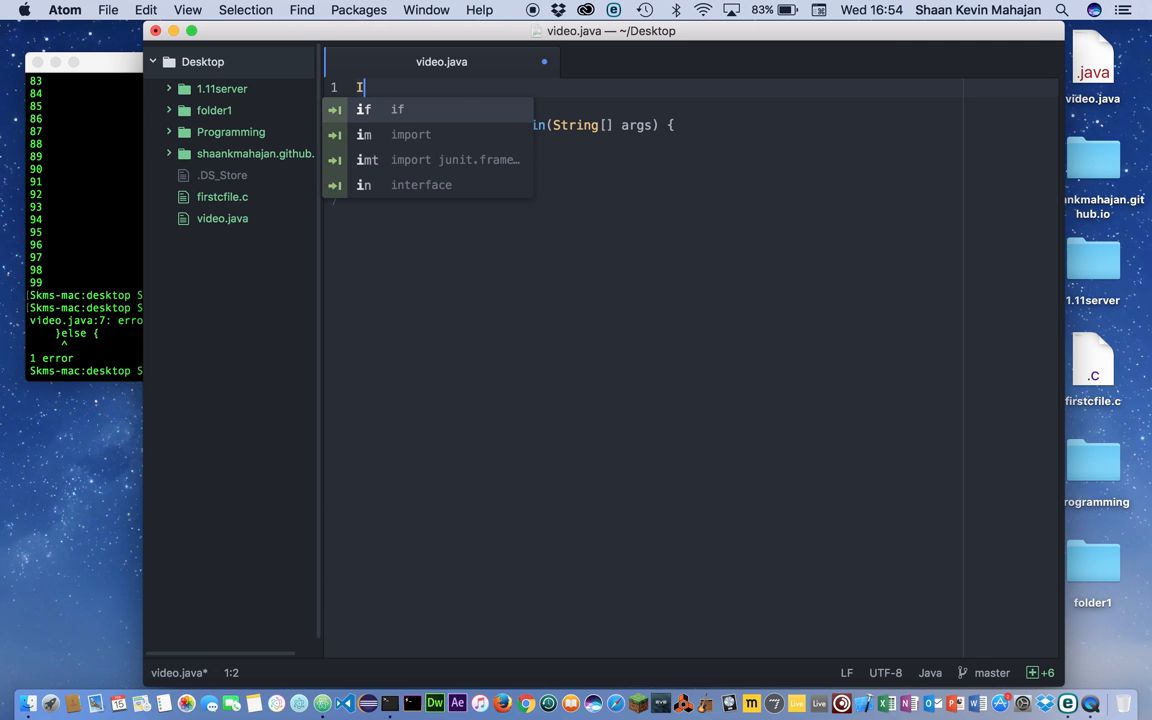 Atom File Edit View Selection Find Packages Window Help 83% Wed 16:54 Shaan Kevin Mahajan
video.java — ~/Desktop
Desktop
video.java
1.11server
folder1
Programming
shaankmahajan.github.
.DS_Store
firstcfile.c
video.java
1 I
in(String[] args) {
if if
im import
imt import junit.frame…
in interface
83
84
85
86
87
88
89
90
91
92
93
94
95
96
97
98
99
[Skms-mac:desktop S
[Skms-mac:desktop S
video.java:7: erro
}else {
^
1 error
Skms-mac:desktop S
.java
video.java
ankmahajan.git
hub.io
1.11server
.c
firstcfile.c
rogramming
folder1
video.java* 1:2 LF UTF-8 Java master +6